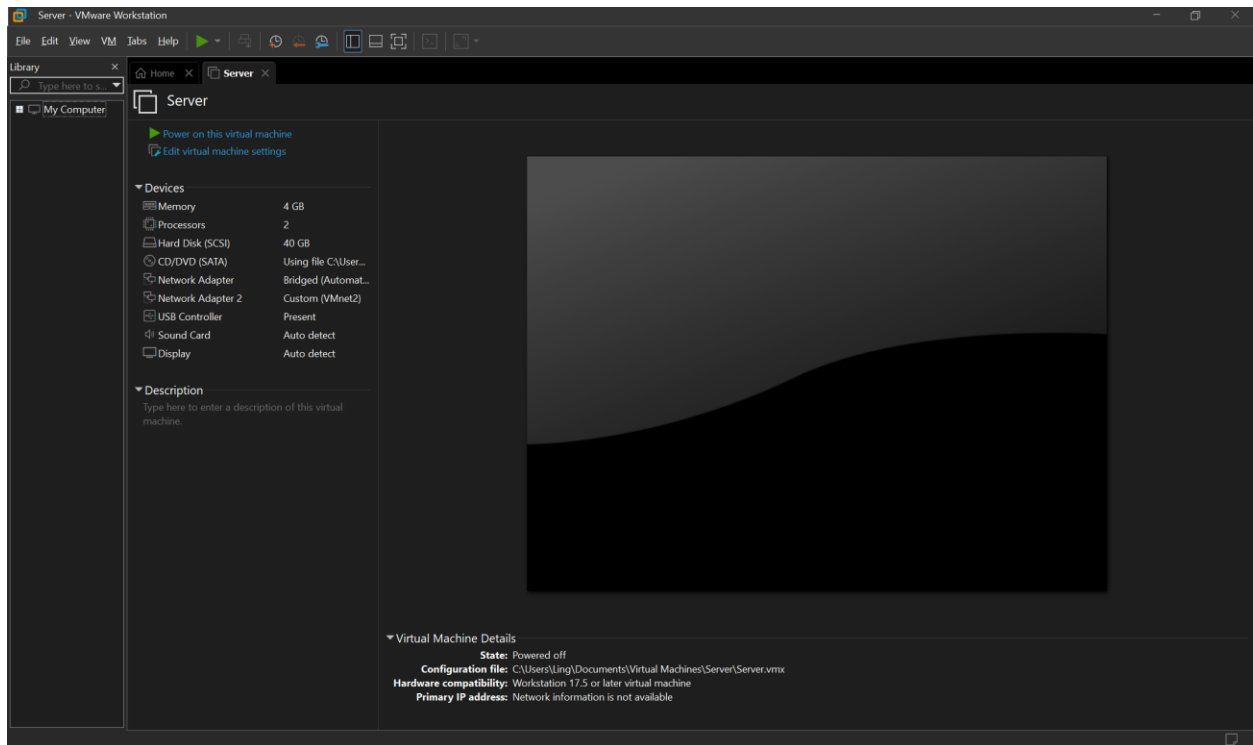 Server - VMware Workstation
File Edit View VM Tabs Help
Library
Type here to s...
My Computer
Home
Server
Server
Power on this virtual machine
Edit virtual machine settings
Devices
Memory 4 GB
Processors 2
Hard Disk (SCSI) 40 GB
CD/DVD (SATA) Using file C:\User...
Network Adapter Bridged (Automat...
Network Adapter 2 Custom (VMnet2)
USB Controller Present
Sound Card Auto detect
Display Auto detect
Description
Type here to enter a description of this virtual
machine.
Virtual Machine Details
State: Powered off
Configuration file: C:\Users\Ling\Documents\Virtual Machines\Server\Server.vmx
Hardware compatibility: Workstation 17.5 or later virtual machine
Primary IP address: Network information is not available